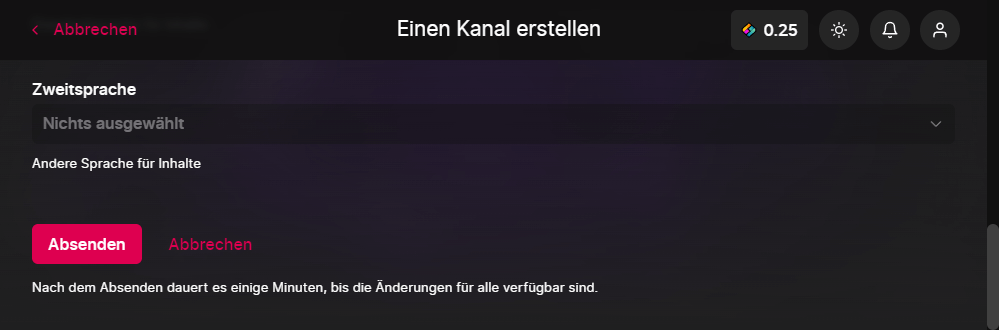 Abbrechen
Einen Kanal erstellen
0.25
Zweitsprache
Nichts ausgewählt
Andere Sprache für Inhalte
Absenden
Abbrechen
Nach dem Absenden dauert es einige Minuten, bis die Änderungen für alle verfügbar sind.